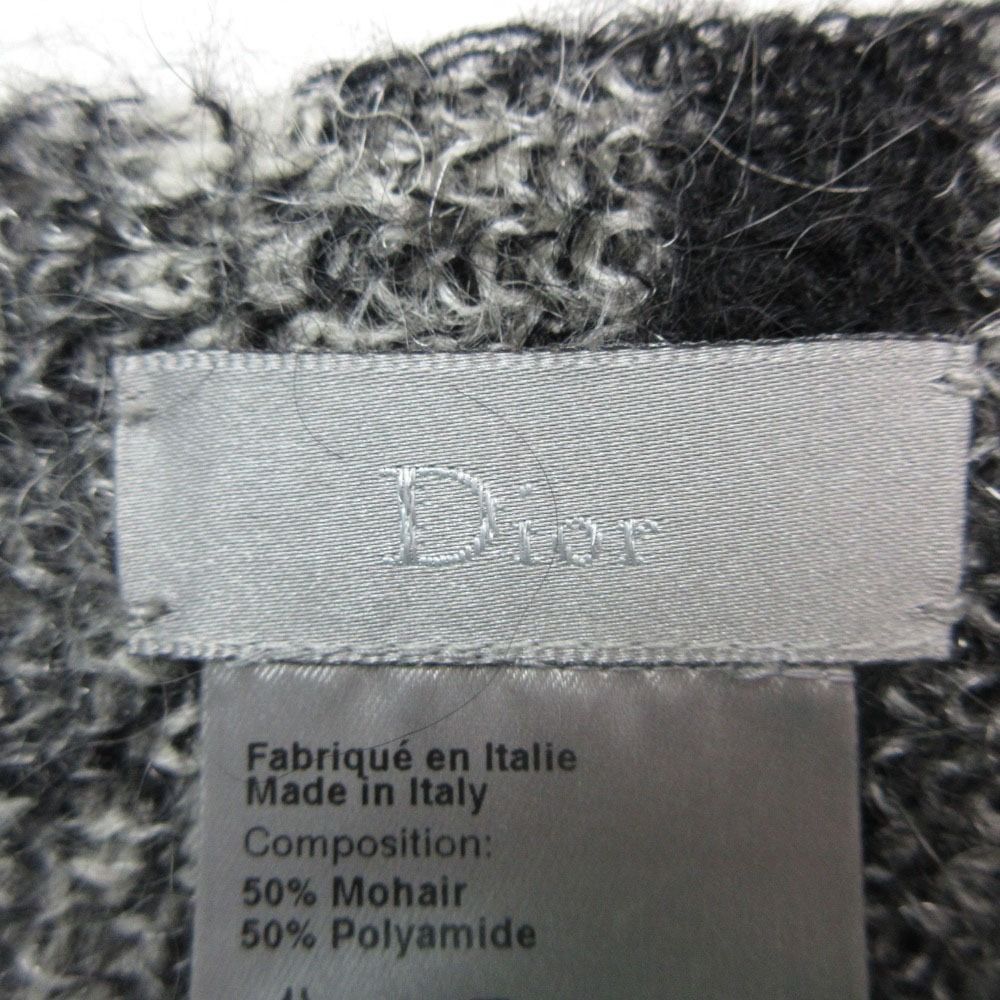 Dior
Fabriqué en Italie
Made in Italy
Composition:
50% Mohair
50% Polyamide